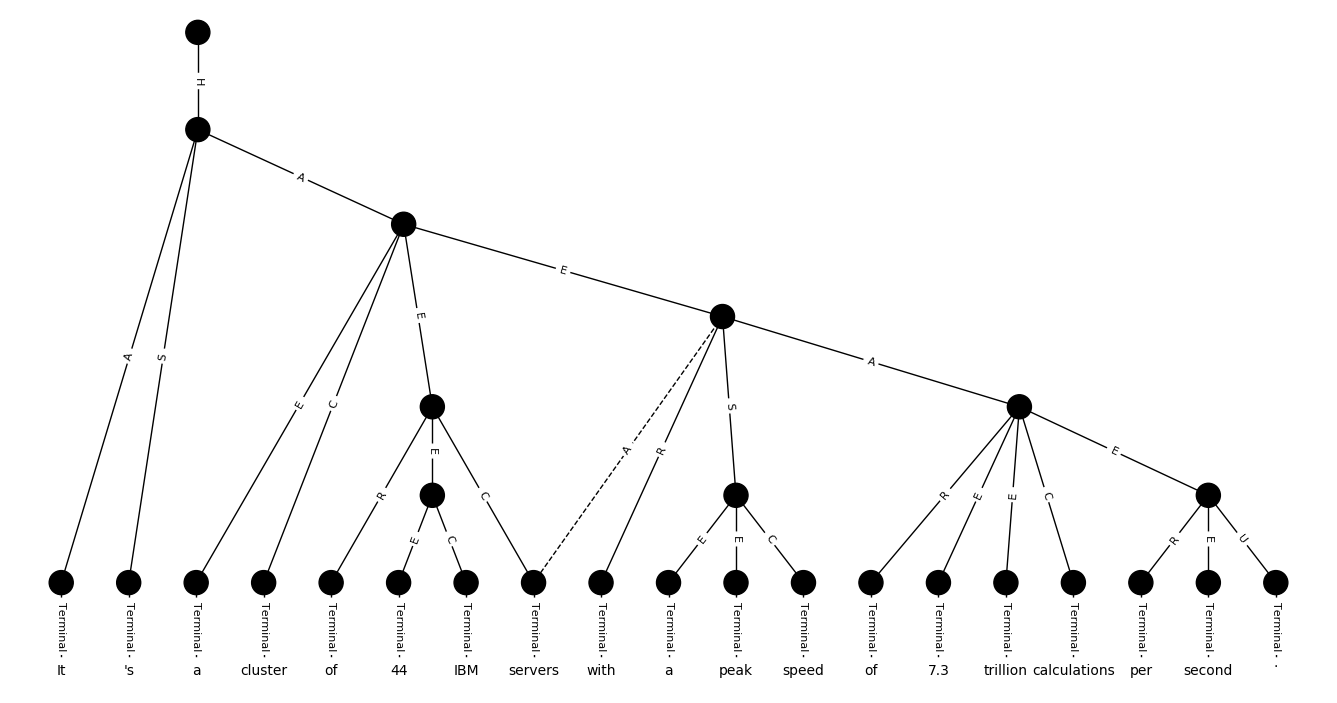 H
A
E
E
A
A
S
E
C
A
R
S
R
E
C
R
E
E
C
E
E
C
E
E
C
R
E
U
Terminal Terminal Terminal Terminal Terminal Terminal Terminal Terminal Terminal Terminal Terminal Terminal Terminal Terminal Terminal Terminal Terminal Terminal Terminal
It 's a cluster of 44 IBM servers with a peak speed of 7.3 trillion calculations per second .